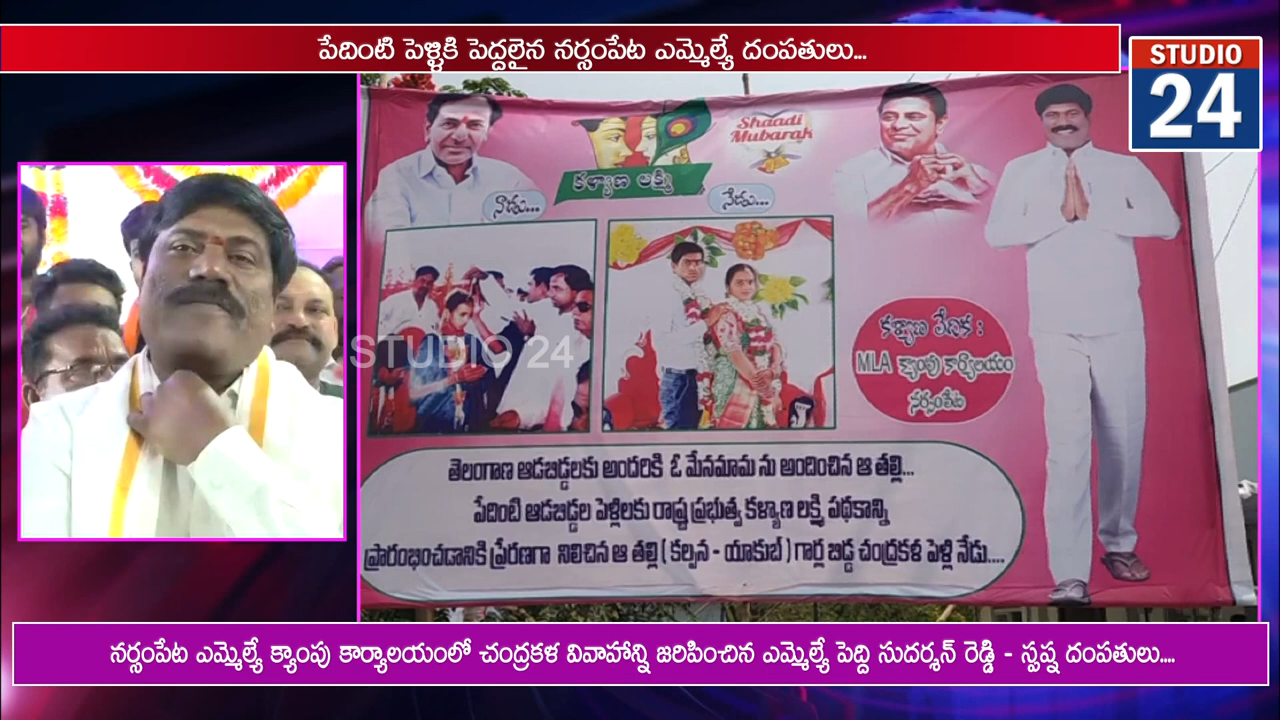 పేదింటి పెళ్ళికి పెద్దలైన నర్సంపేట ఎమ్మెల్యే దంపతులు...
STUDIO
24
Shaadi
Mubarak
కళ్యాణ లక్ష్మి
నాడు...
నేడు...
STUDIO 24
కళ్యాణ వేదిక :
MLA క్యాంపు కార్యాలయం
నర్సంపేట
తెలంగాణ ఆడబిడ్డలకు అందరికి ఓ మేనమామ ను అందించిన ఆ తల్లి...
పేదింటి ఆడబిడ్డల పెళ్లిలకు రాష్ట్ర ప్రభుత్వ కళ్యాణ లక్ష్మి పథకాన్ని
ప్రారంభించడానికి ప్రేరణగా నిలిచిన ఆ తల్లి ( కల్పన - యాకుబ్ ) గార్ల బిడ్డ చంద్రకళ పెళ్లి నేడు....
నర్సంపేట ఎమ్మెల్యే క్యాంపు కార్యాలయంలో చంద్రకళ వివాహాన్ని జరిపించిన ఎమ్మెల్యే పెద్ది సుదర్శన్ రెడ్డి - స్వప్న దంపతులు....